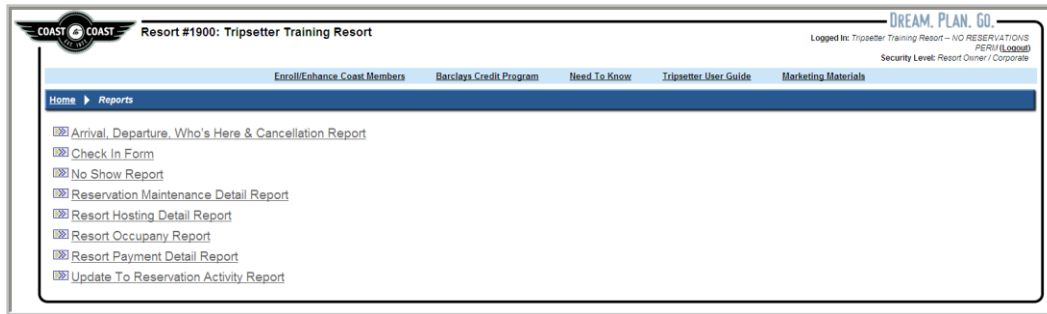 COAST COAST
EST. 1971
Resort #1900: Tripsetter Training Resort
DREAM. PLAN. GO.
Logged In: Tripsetter Training Resort -- NO RESERVATIONS
PERM (Logout)
Security Level: Resort Owner / Corporate
Enroll/Enhance Coast Members Barclays Credit Program Need To Know Tripsetter User Guide Marketing Materials
Home Reports
Arrival, Departure, Who's Here & Cancellation Report
Check In Form
No Show Report
Reservation Maintenance Detail Report
Resort Hosting Detail Report
Resort Occupany Report
Resort Payment Detail Report
Update To Reservation Activity Report